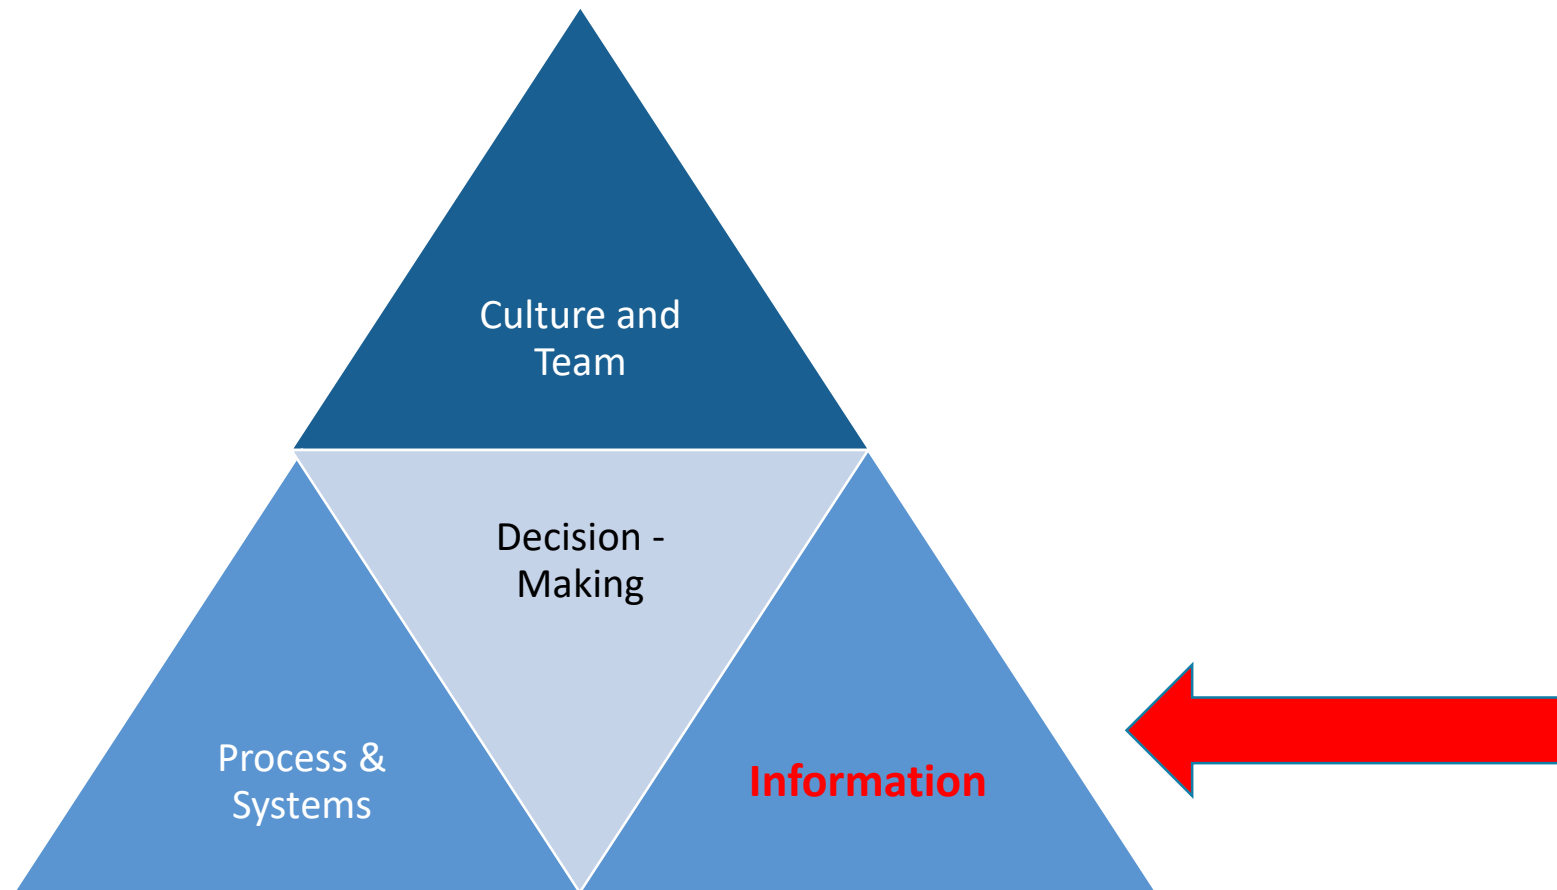 Culture and
Team
Decision -
Making
Process &
Systems
Information